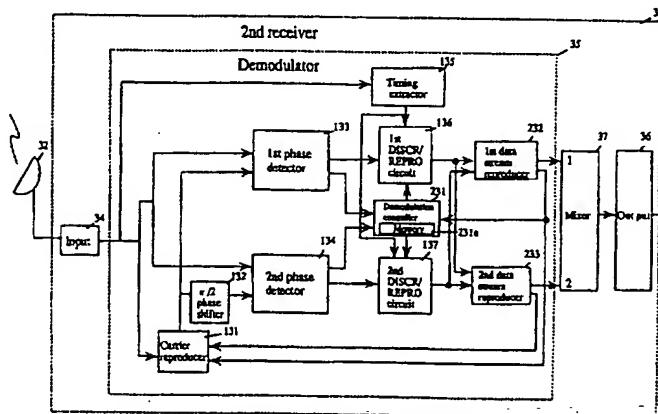 3
2nd receiver
35
Demodulator
135
Timing
extractor
133
136
232
37
36
32
1st phase
detector
1st DISCR/
REPRO
circuit
1st data
stream
reproducer
1
231
34
Input
Demodulation
Memory
231a
Mixer
Out put
134
137
233
132
2nd phase
detector
2nd DISCR/
REPRO
circuit
2nd data
stream
reproducer
2
π/2
phase
shifter
131
Carrier
reproducer